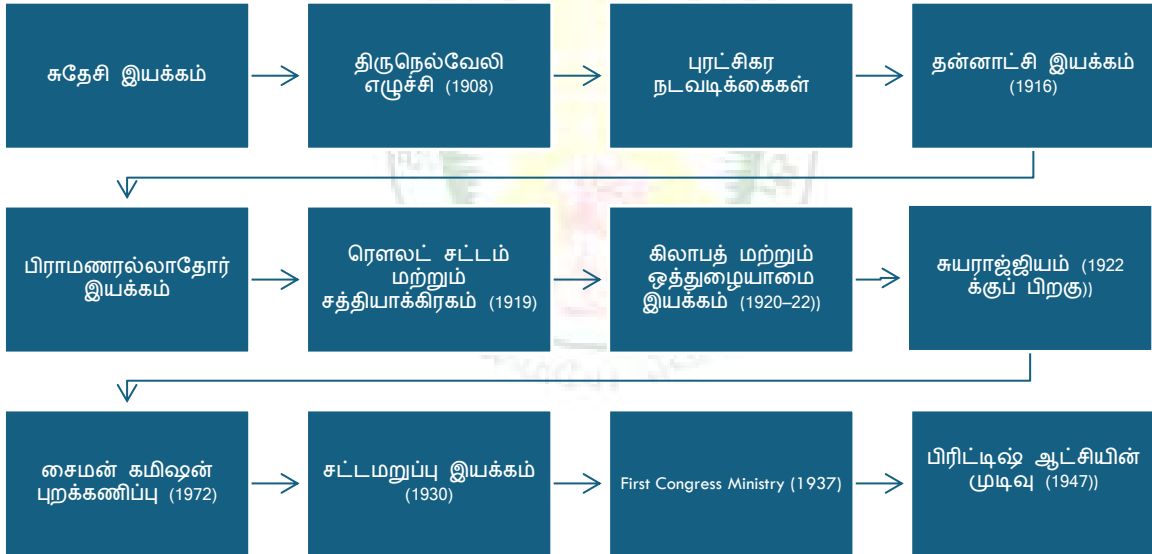 சுதேசி இயக்கம்
திருநெல்வேலி
எழுச்சி (1908)
புரட்சிகர
நடவடிக்கைகள்
தன்னாட்சி இயக்கம்
(1916)
பிராமணரல்லாதோர்
இயக்கம்
ரௌலட் சட்டம்
மற்றும்
சத்தியாக்கிரகம் (1919)
கிலாபத் மற்றும்
ஒத்துழையாமை
இயக்கம் (1920–22))
சுயராஜ்ஜியம் (1922
க்குப் பிறகு))
சைமன் கமிஷன்
புறக்கணிப்பு (1972)
சட்டமறுப்பு இயக்கம்
(1930)
First Congress Ministry (1937)
பிரிட்டிஷ் ஆட்சியின்
முடிவு (1947))